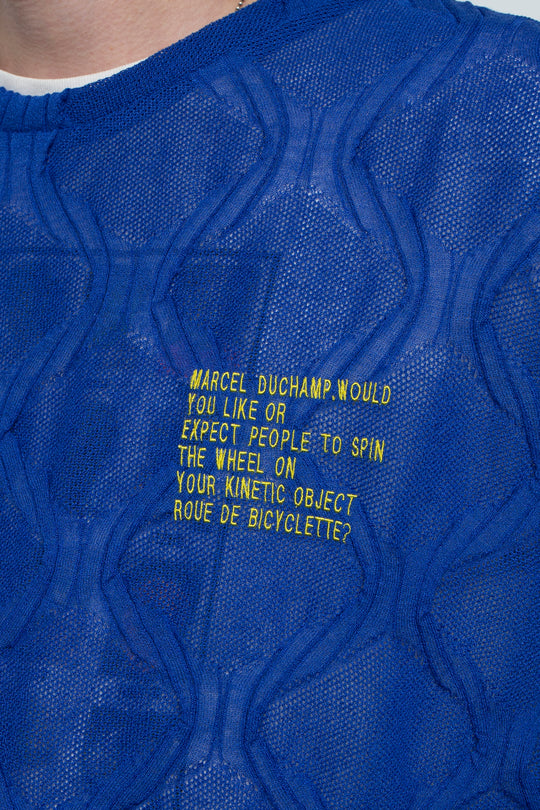 MARCEL DUCHAMP.WOULD
YOU LIKE OR
EXPECT PEOPLE TO SPIN
THE WHEEL ON
YOUR KINETIC OBJECT
ROUE DE BICYCLETTE?